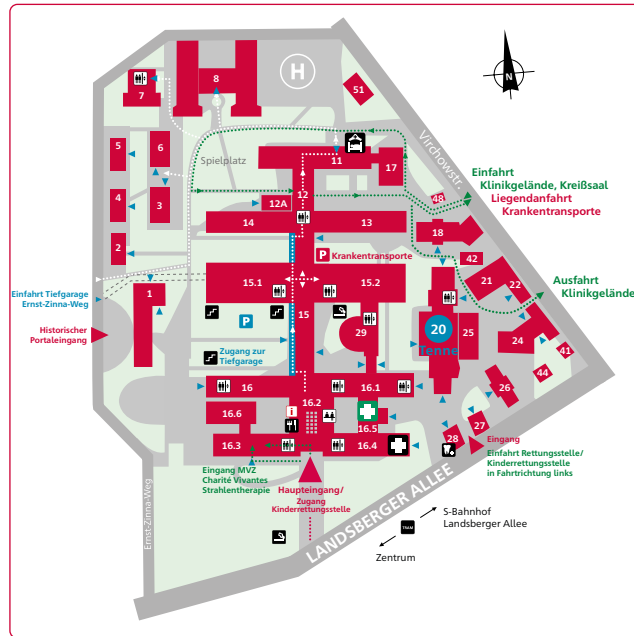 8
H
7
51
N
Virchowstr.
5
6
Spielplatz
11
17
Einfahrt
Klinikgelände, Kreißsaal
Liegendanfahrt
Krankentransporte
4
3
12
12A
48
14
13
18
2
P Krankentransporte
42
Ausfahrt
Klinikgelände
1
15.1
15.2
21
22
Einfahrt Tiefgarage
Ernst-Zinna-Weg
P
15
29
20
Tenne
25
24
41
Historischer
Portaleingang
Zugang zur
Tiefgarage
44
16
16.1
26
16.2
16.6
i
16.5
27
16.3
16.4
28
Eingang
Einfahrt Rettungsstelle/
Kinderrettungsstelle
in Fahrtrichtung links
Eingang MVZ
Charité Vivantes
Strahlentherapie
Haupteingang/
Zugang
Kinderrettungsstelle
LANDSBERGER ALLEE
Ernst-Zinna-Weg
TRAM
S-Bahnhof
Landsberger Allee
Zentrum